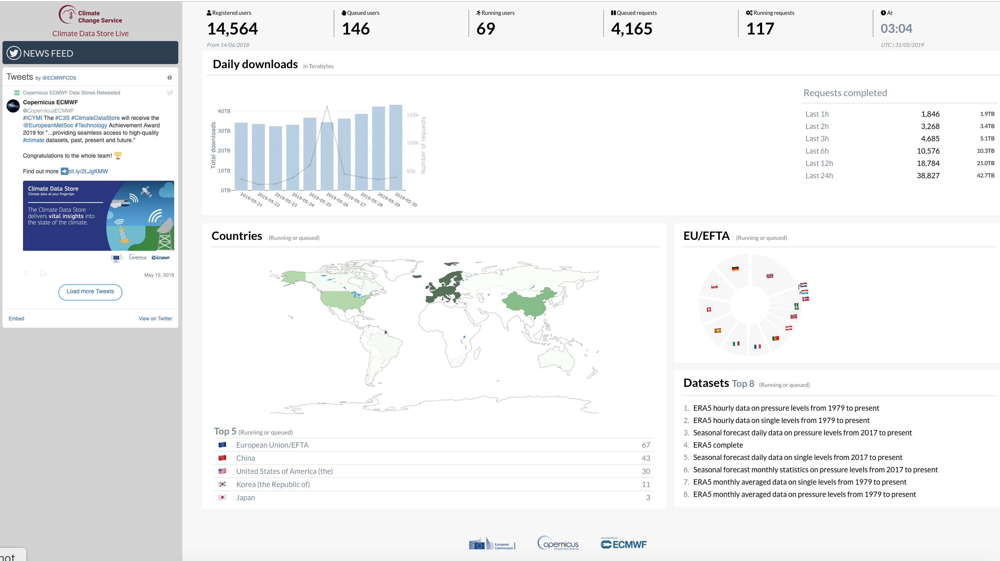 Climate
Change Service
Climate Data Store Live
NEWS FEED
Tweets by @ECMWFCDS
Copernicus ECMWF Data Stores Retweeted
Copernicus ECMWF
@CopernicusECMWF
#ICYMI The #C3S #ClimateDataStore will receive the
@EuropeanMetSoc #Technology Achievement Award
2019 for "...providing seamless access to high-quality
#climate datasets, past, present and future."
Congratulations to the whole team! 🏆
Find out more ➡bit.ly/2LJgKMW
Climate Data Store
Climate data at your fingertips
The Climate Data Store
delivers vital insights into
the state of the climate.
opernicus
ECMWF
May 13, 2019
Load more Tweets
Embed
View on Twitter
not
Registered users
14,564
From 14/06/2018
Queued users
146
Running users
69
Queued requests
4,165
Running requests
117
At
03:04
UTC | 31/05/2019
Daily downloads in Terabytes
Total downloads
40TB
30TB
20TB
10TB
0TB
150k
100k
50k
Number of requests
2019-05-21
2019-05-22
2019-05-23
2019-05-24
2019-05-25
2019-05-26
2019-05-27
2019-05-28
2019-05-29
2019-05-30
Requests completed
Last 1h 1,846 1.9TB
Last 2h 3,268 3.4TB
Last 3h 4,685 5.1TB
Last 6h 10,576 10.3TB
Last 12h 18,784 21.0TB
Last 24h 38,827 42.7TB
Countries (Running or queued)
Top 5 (Running or queued)
European Union/EFTA 67
China 43
United States of America (the) 30
Korea (the Republic of) 11
Japan 3
EU/EFTA (Running or queued)
Datasets Top 8 (Running or queued)
1. ERA5 hourly data on pressure levels from 1979 to present
2. ERA5 hourly data on single levels from 1979 to present
3. Seasonal forecast daily data on pressure levels from 2017 to present
4. ERA5 complete
5. Seasonal forecast daily data on single levels from 2017 to present
6. Seasonal forecast monthly statistics on pressure levels from 2017 to present
7. ERA5 monthly averaged data on single levels from 1979 to present
8. ERA5 monthly averaged data on pressure levels from 1979 to present
European
Commission
opernicus
Europe's eyes on Earth
IMPLEMENTED BY
ECMWF